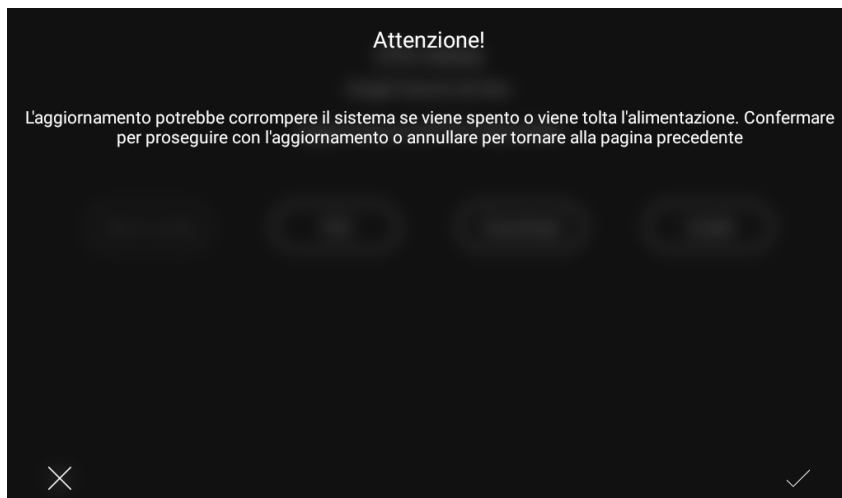 Attenzione!
L'aggiornamento potrebbe corrompere il sistema se viene spento o viene tolta l'alimentazione. Confermare
per proseguire con l'aggiornamento o annullare per tornare alla pagina precedente